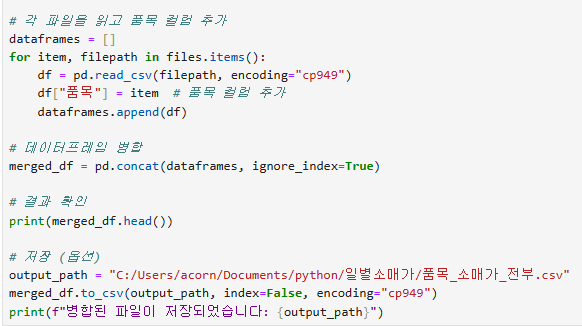 # 각 파일을 읽고 품목 컬럼 추가
dataframes = []
for item, filepath in files.items():
    df = pd.read_csv(filepath, encoding="cp949")
    df["품목"] = item  # 품목 컬럼 추가
    dataframes.append(df)

# 데이터프레임 병합
merged_df = pd.concat(dataframes, ignore_index=True)

# 결과 확인
print(merged_df.head())

# 저장 (옵션)
output_path = "C:/Users/acorn/Documents/python/일별소매가/품목_소매가_전부.csv"
merged_df.to_csv(output_path, index=False, encoding="cp949")
print(f"병합된 파일이 저장되었습니다: {output_path}")